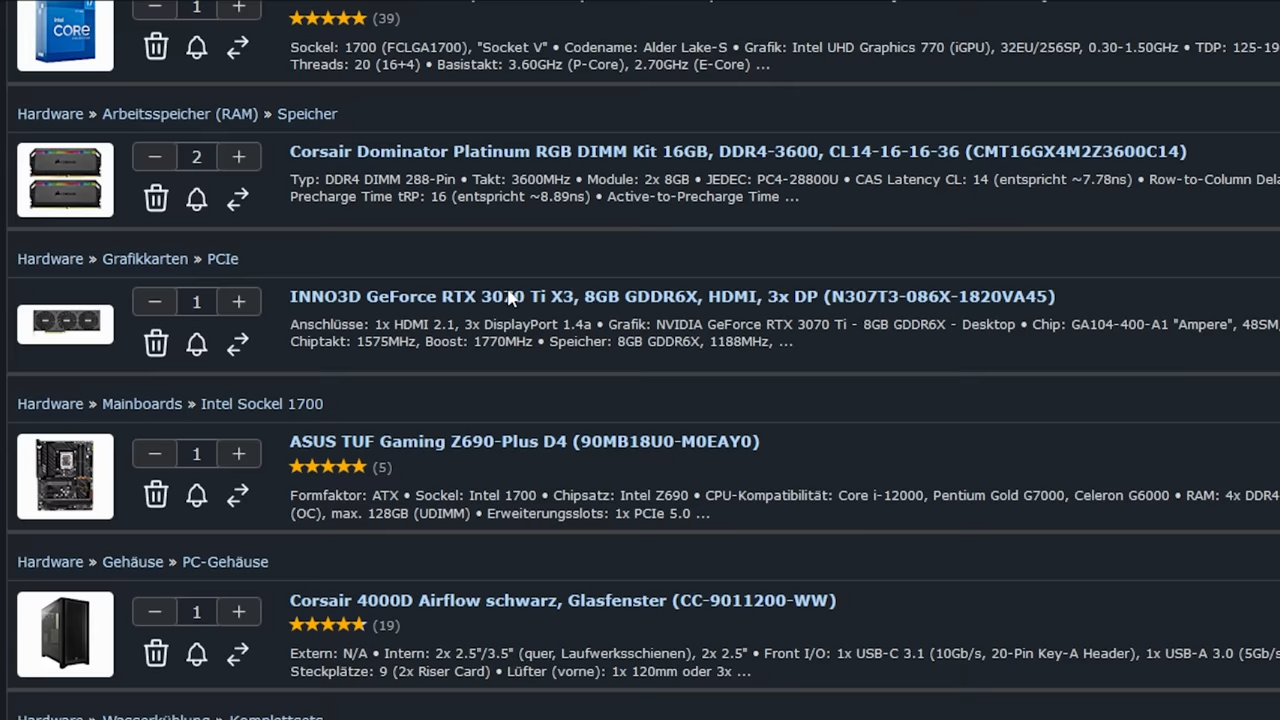 intel
CORE
i7
— 1 +
★★★★★ (39)
Sockel: 1700 (FCLGA1700), "Socket V" • Codename: Alder Lake-S • Grafik: Intel UHD Graphics 770 (iGPU), 32EU/256SP, 0.30-1.50GHz • TDP: 125-19
Threads: 20 (16+4) • Basistakt: 3.60GHz (P-Core), 2.70GHz (E-Core) ...
Hardware » Arbeitsspeicher (RAM) » Speicher
— 2 +
Corsair Dominator Platinum RGB DIMM Kit 16GB, DDR4-3600, CL14-16-16-36 (CMT16GX4M2Z3600C14)
Typ: DDR4 DIMM 288-Pin • Takt: 3600MHz • Module: 2x 8GB • JEDEC: PC4-28800U • CAS Latency CL: 14 (entspricht ~7.78ns) • Row-to-Column Dela
Precharge Time tRP: 16 (entspricht ~8.89ns) • Active-to-Precharge Time ...
Hardware » Grafikkarten » PCIe
— 1 +
INNO3D GeForce RTX 3070 Ti X3, 8GB GDDR6X, HDMI, 3x DP (N307T3-086X-1820VA45)
Anschlüsse: 1x HDMI 2.1, 3x DisplayPort 1.4a • Grafik: NVIDIA GeForce RTX 3070 Ti - 8GB GDDR6X - Desktop • Chip: GA104-400-A1 "Ampere", 48SM,
Chiptakt: 1575MHz, Boost: 1770MHz • Speicher: 8GB GDDR6X, 1188MHz, ...
Hardware » Mainboards » Intel Sockel 1700
— 1 +
ASUS TUF Gaming Z690-Plus D4 (90MB18U0-M0EAY0)
★★★★★ (5)
Formfaktor: ATX • Sockel: Intel 1700 • Chipsatz: Intel Z690 • CPU-Kompatibilität: Core i-12000, Pentium Gold G7000, Celeron G6000 • RAM: 4x DDR4
(OC), max. 128GB (UDIMM) • Erweiterungsslots: 1x PCIe 5.0 ...
Hardware » Gehäuse » PC-Gehäuse
— 1 +
Corsair 4000D Airflow schwarz, Glasfenster (CC-9011200-WW)
★★★★★ (19)
Extern: N/A • Intern: 2x 2.5"/3.5" (quer, Laufwerksschienen), 2x 2.5" • Front I/O: 1x USB-C 3.1 (10Gb/s, 20-Pin Key-A Header), 1x USB-A 3.0 (5Gb/s
Steckplätze: 9 (2x Riser Card) • Lüfter (vorne): 1x 120mm oder 3x ...
Hardware » Wasserkühlung » Komplettsets